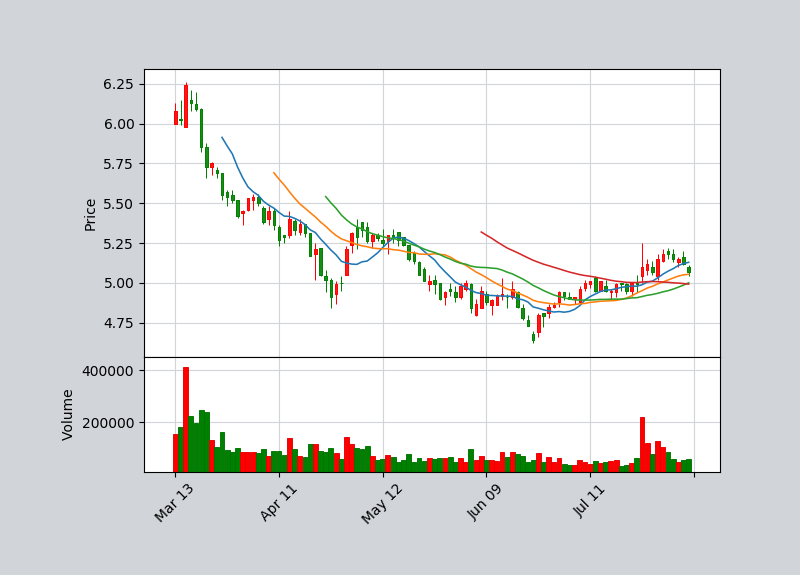 6.25
6.00
5.75
5.50
5.25
5.00
4.75
Price
400000
200000
Volume
Mar 13
Apr 11
May 12
Jun 09
Jul 11